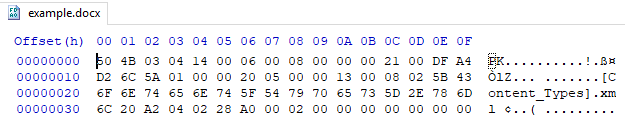 example.docx
Offset(h) 00 01 02 03 04 05 06 07 08 09 0A 0B 0C 0D 0E 0F
00000000 50 4B 03 04 14 00 06 00 08 00 00 00 21 00 DF A4 PK..........!.ߤ
00000010 D2 6C 5A 01 00 00 20 05 00 00 13 00 08 02 5B 43 ÒlZ... .......[C
00000020 6F 6E 74 65 6E 74 5F 54 79 70 65 73 5D 2E 78 6D ontent_Types].xm
00000030 6C 20 A2 04 02 28 A0 00 02 00 00 00 00 00 00 00 l ¢..( .........